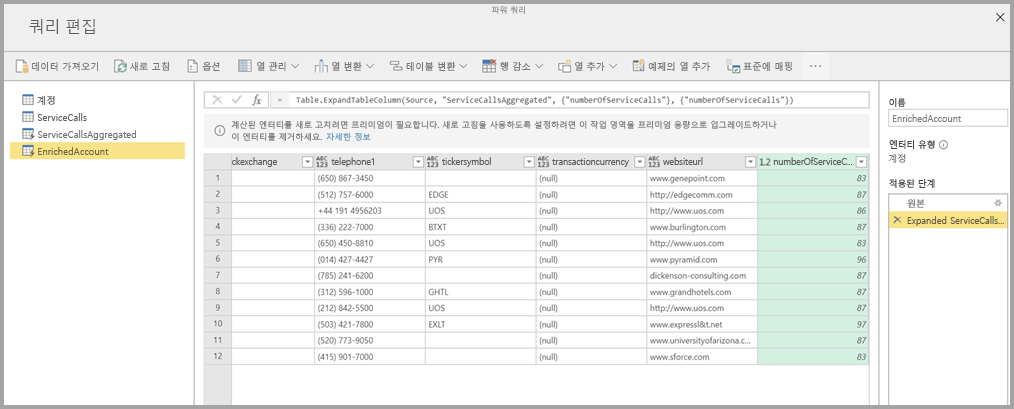 파워 쿼리
쿼리 편집
데이터 가져오기 새로 고침 옵션 열 관리 열 변환 테이블 변환 행 감소 열 추가 예제의 열 추가 표준에 매핑 ...
계정
ServiceCalls
ServiceCallsAggregated
EnrichedAccount
fx Table.ExpandTableColumn(Source, "ServiceCallsAggregated", {"numberOfServiceCalls"}, {"numberOfServiceCalls"})
계산된 엔터티를 새로 고치려면 프리미엄이 필요합니다. 새로 고침을 사용하도록 설정하려면 이 작업 영역을 프리미엄 용량으로 업그레이드하거나
이 엔터티를 제거하세요. 자세한 정보
ckexchange ABC 123 telephone1 ABC 123 tickersymbol ABC 123 transactioncurrency ABC 123 websiteurl 1.2 numberOfServiceC...
1 (650) 867-3450 (null) www.genepoint.com 83
2 (512) 757-6000 EDGE (null) http://edgecomm.com 87
3 +44 191 4956203 UOS (null) http://www.uos.com 86
4 (336) 222-7000 BTXT (null) www.burlington.com 87
5 (650) 450-8810 UOS (null) http://www.uos.com 83
6 (014) 427-4427 PYR (null) www.pyramid.com 96
7 (785) 241-6200 (null) dickenson-consulting.com 87
8 (312) 596-1000 GHTL (null) www.grandhotels.com 87
9 (212) 842-5500 UOS (null) http://www.uos.com 87
10 (503) 421-7800 EXLT (null) www.expressl&t.net 97
11 (520) 773-9050 (null) www.universityofarizona.c... 87
12 (415) 901-7000 (null) www.sforce.com 83
이름
EnrichedAccount
엔터티 유형
계정
적용된 단계
원본
Expanded ServiceCalls...